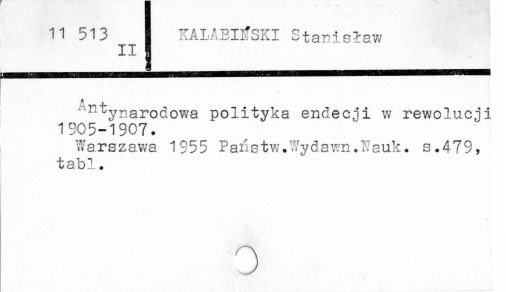 11 513
II
KALABIŃSKI Stanisław
Antynarodowa polityka endecji w rewolucji
1905-1907.
Warszawa 1955 Państw.Wydawn.Nauk. s.479,
tabl.